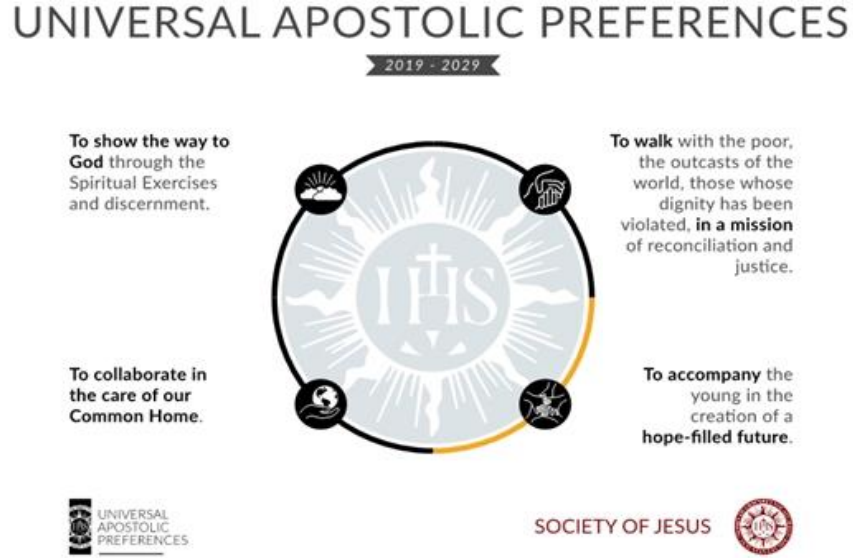 UNIVERSAL APOSTOLIC PREFERENCES
2019 - 2029
To show the way to
God through the
Spiritual Exercises
and discernment.
To walk with the poor,
the outcasts of the
world, those whose
dignity has been
violated, in a mission
of reconciliation and
justice.
IHS
To collaborate in
the care of our
Common Home.
To accompany the
young in the
creation of a
hope-filled future.
UNIVERSAL
APOSTOLIC
PREFERENCES
SOCIETY OF JESUS
IHS